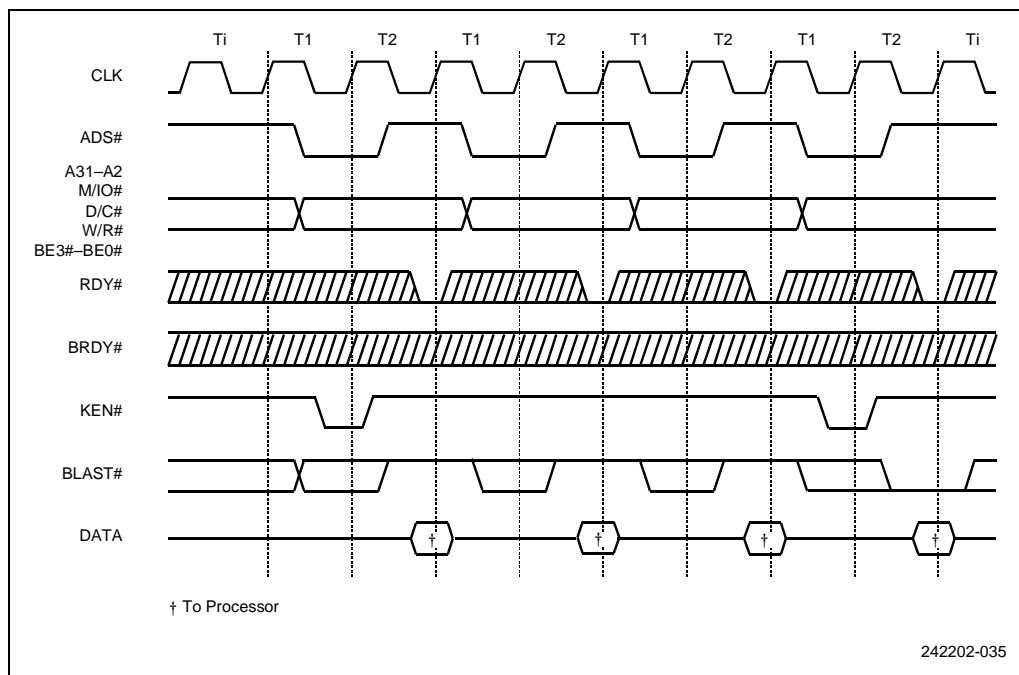 Ti T1 T2 T1 T2 T1 T2 T1 T2 Ti
CLK
ADS#
A31–A2
M/IO#
D/C#
W/R#
BE3#–BE0#
RDY#
BRDY#
KEN#
BLAST#
DATA
† † † †
† To Processor
242202-035